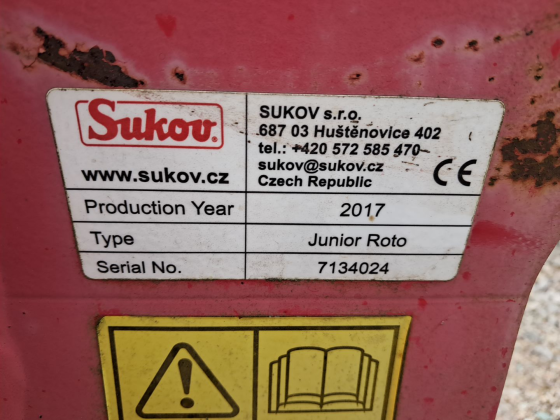 Sukov
www.sukov.cz
SUKOV s.r.o.
687 03 Huštěnovice 402
tel.: +420 572 585 470
sukov@sukov.cz
Czech Republic
CE
Production Year 2017
Type Junior Roto
Serial No. 7134024